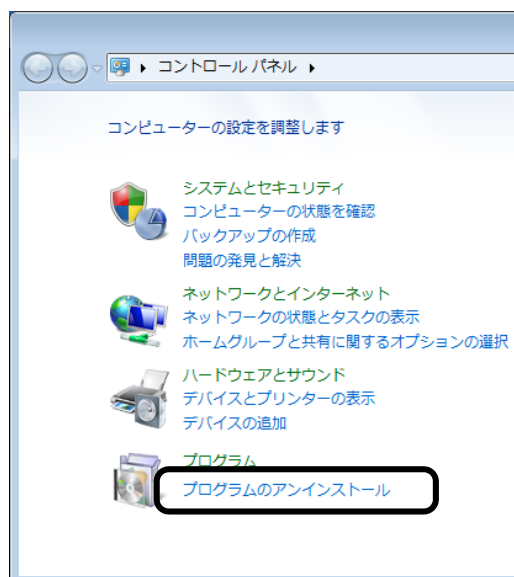 コントロール パネル
コンピューターの設定を調整します
システムとセキュリティ
コンピューターの状態を確認
バックアップの作成
問題の発見と解決
ネットワークとインターネット
ネットワークの状態とタスクの表示
ホームグループと共有に関するオプションの選択
ハードウェアとサウンド
デバイスとプリンターの表示
デバイスの追加
プログラム
プログラムのアンインストール